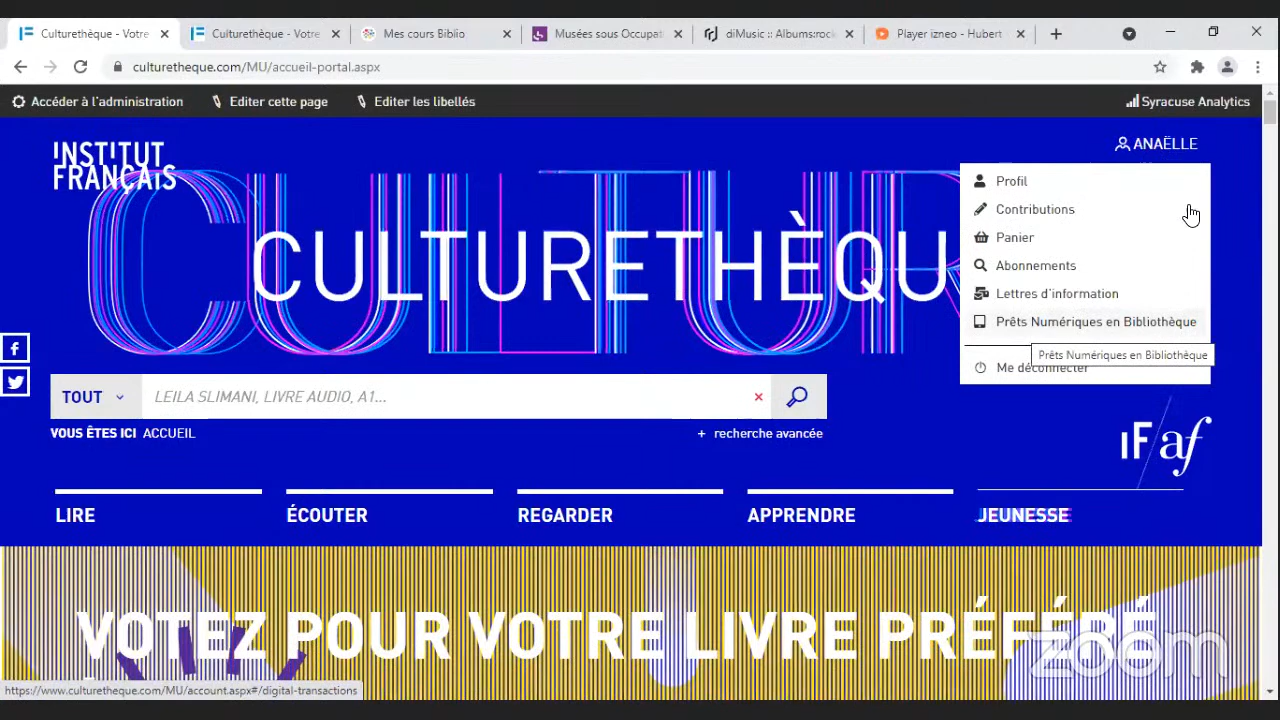 Culturethèque - Votre
Culturethèque - Votre
Mes cours Biblio
Musées sous Occupat
diMusic :: Albums:rock
Player izneo - Hubert
culturetheque.com/MU/accueil-portal.aspx
Accéder à l'administration
Editer cette page
Editer les libellés
Syracuse Analytics
INSTITUT
FRANÇAIS
ANAËLLE
CULTUR
CULTURETHÈQU
Profil
Contributions
Panier
Abonnements
Lettres d'information
Prêts Numériques en Bibliothèque
Prêts Numériques en Bibliothèque
Me déconnecter
TOUT
LEILA SLIMANI, LIVRE AUDIO, A1...
VOUS ÊTES ICI ACCUEIL
+ recherche avancée
IF/af
LIRE
ÉCOUTER
REGARDER
APPRENDRE
JEUNESSE
VOTEZ POUR VOTRE LIVRE PRÉFÉRÉ
zoom
https://www.culturetheque.com/MU/account.aspx#/digital-transactions